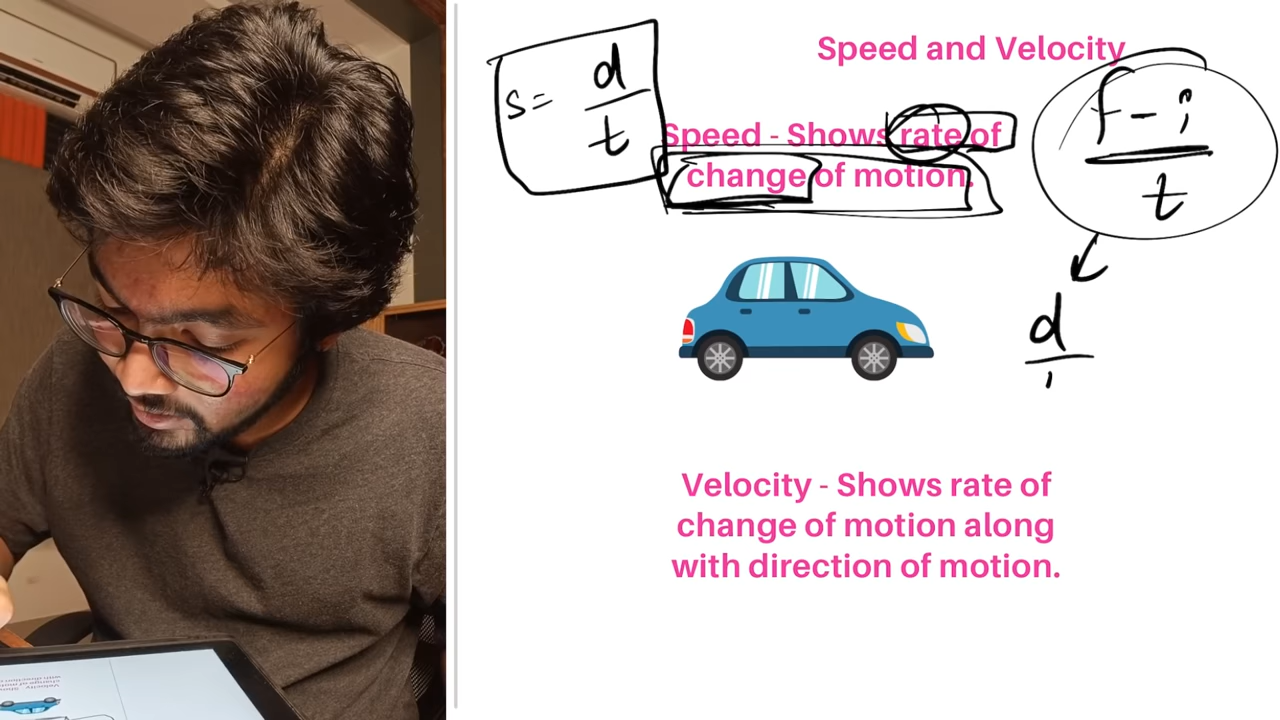 Speed and Velocity
s = d
t
Speed - Shows rate of
change of motion.
f - i
t
d
Velocity - Shows rate of
change of motion along
with direction of motion.